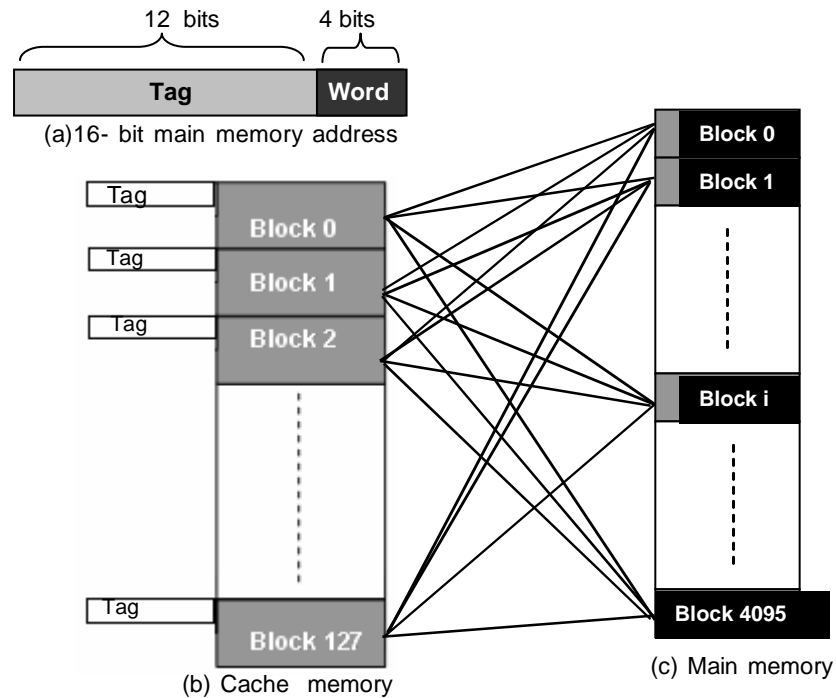 12 bits
4 bits
Tag
Word
(a)16- bit main memory address
Tag
Block 0
Tag
Block 1
Tag
Block 2
Tag
Block 127
(b) Cache memory
Block 0
Block 1
Block i
Block 4095
(c) Main memory